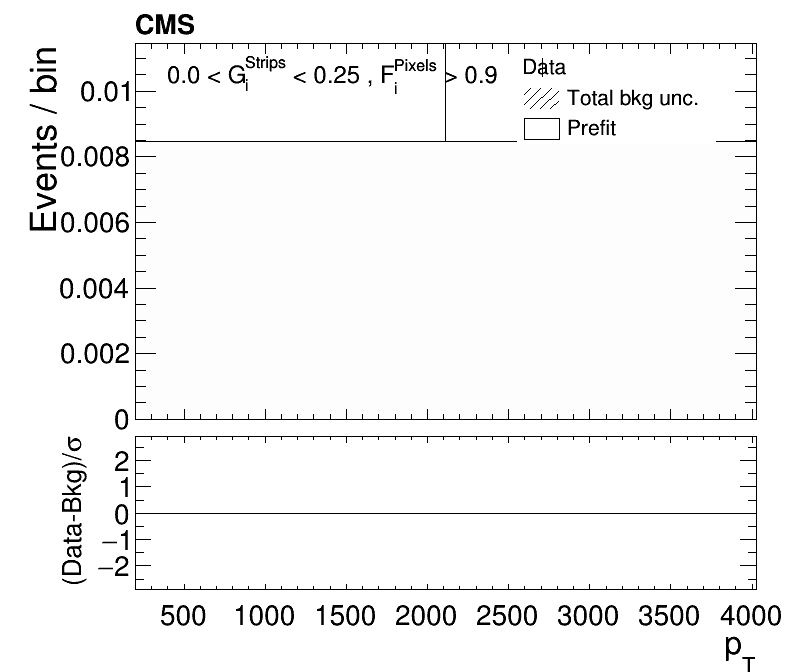 CMS
0.0 < G_i^Strips < 0.25 , F_i^Pixels > 0.9
Data
Total bkg unc.
Prefit
Events / bin
0.01
0.008
0.006
0.004
0.002
0
(Data-Bkg)/σ
2
1
0
−1
−2
500 1000 1500 2000 2500 3000 3500 4000
p_T